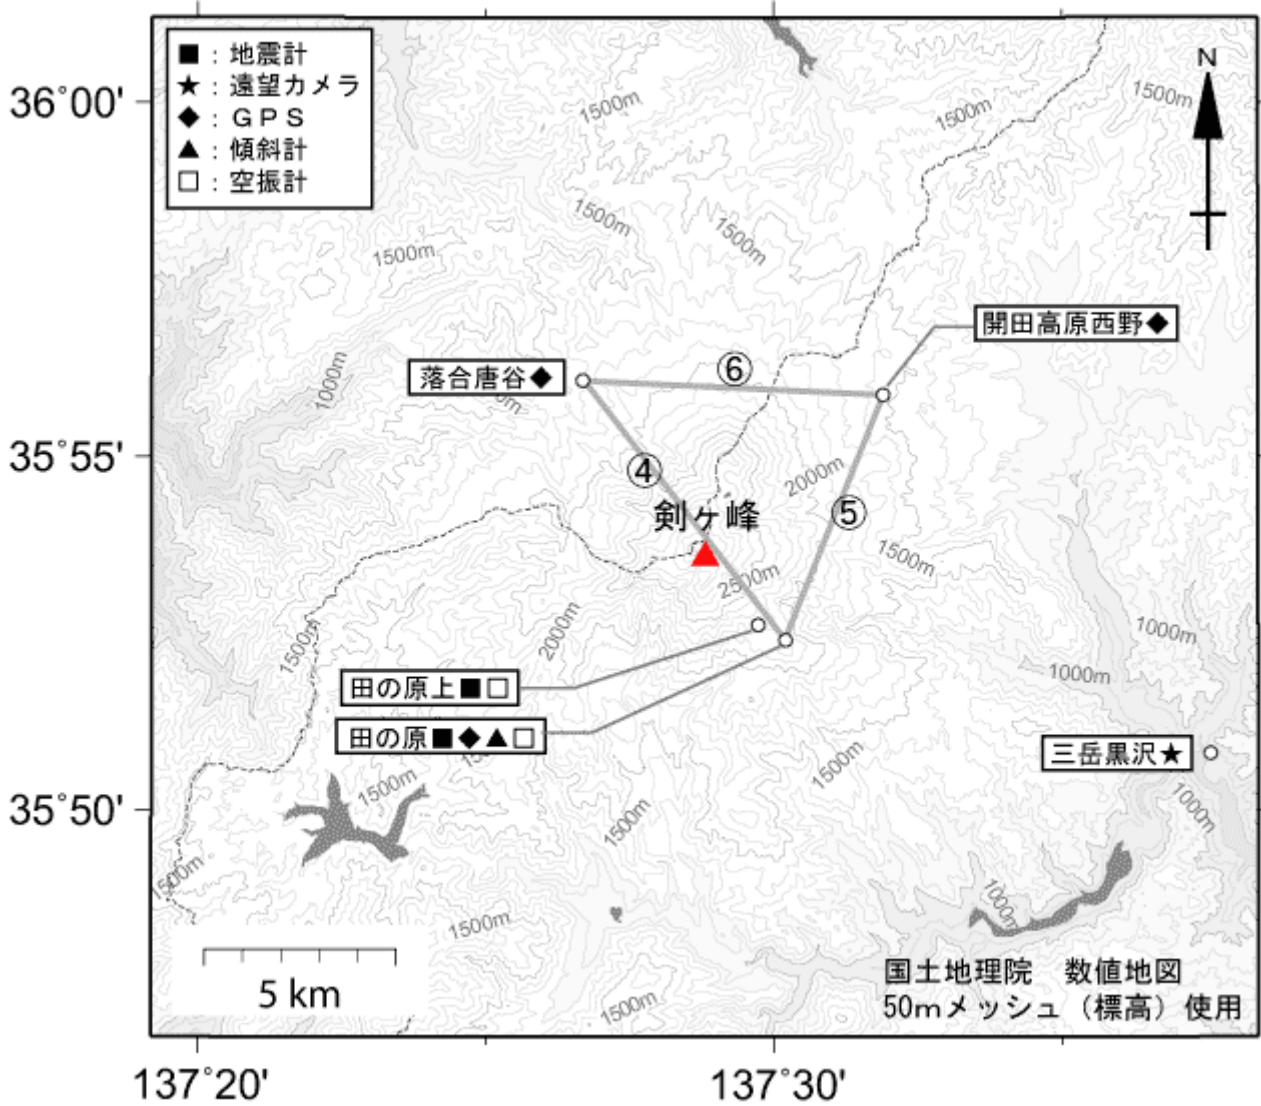 ■：地震計
★：遠望カメラ
◆：ＧＰＳ
▲：傾斜計
□：空振計
N
36°00'
1500m
1500m
1500m
1500m
1500m
1500m
開田高原西野◆
⑥
落合唐谷◆
1000m
35°55'
④
2000m
剣ヶ峰
⑤
1500m
2500m
2000m
1500m
1000m
1000m
田の原上■□
田の原■◆▲□
三岳黒沢★
1500m
1500m
1000m
35°50'
1500m
1500m
1000m
1500m
5 km
国土地理院　数値地図
50mメッシュ（標高）使用
1500m
137°20'
137°30'